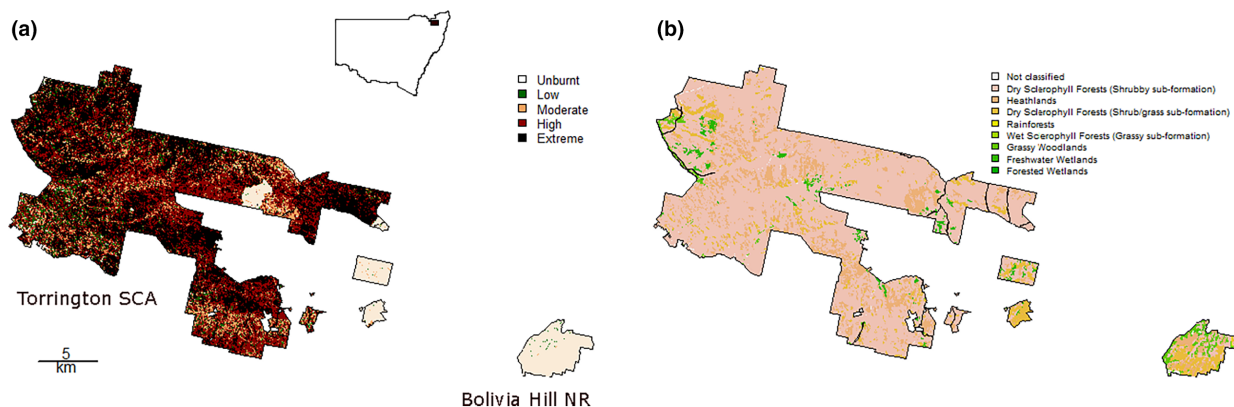 (a)
Unburnt
Low
Moderate
High
Extreme
Torrington SCA
5
km
Bolivia Hill NR
(b)
Not classified
Dry Sclerophyll Forests (Shrubby sub-formation)
Heathlands
Dry Sclerophyll Forests (Shrub/grass sub-formation)
Rainforests
Wet Scerophyll Forests (Grassy sub-formation)
Grassy Woodlands
Freshwater Wetlands
Forested Wetlands